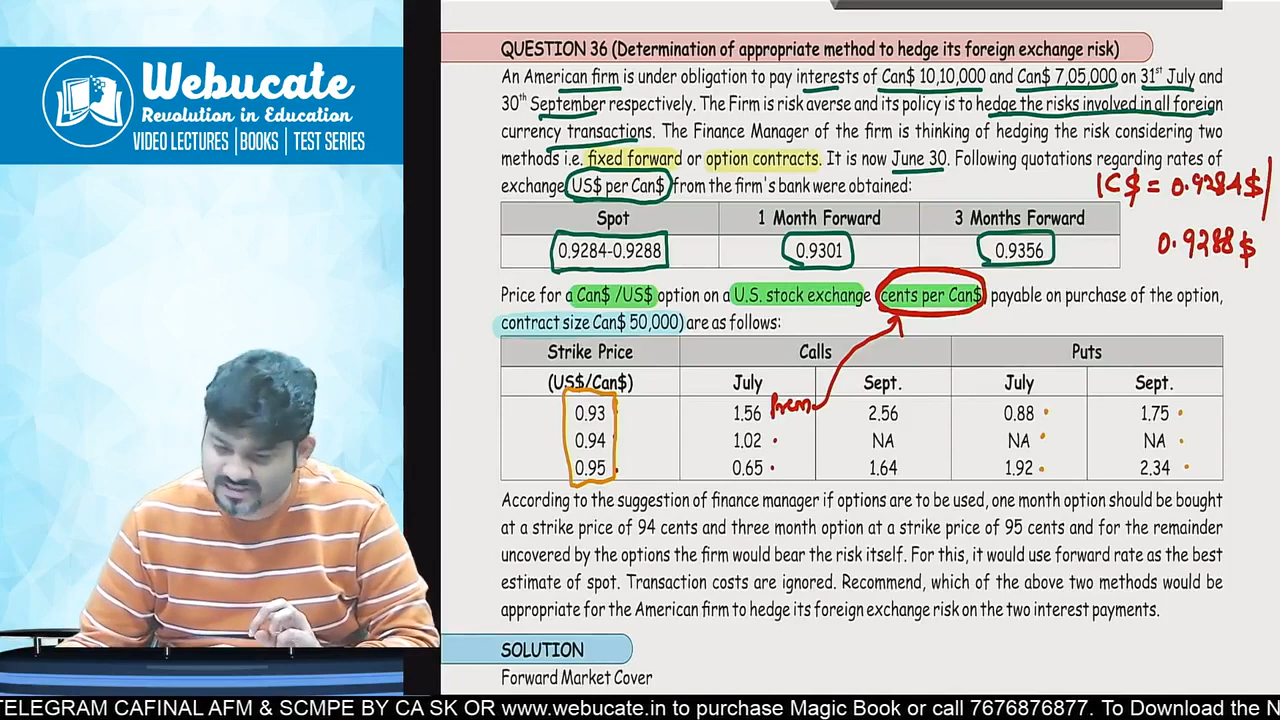 Webucate
Revolution in Education
VIDEO LECTURES | BOOKS | TEST SERIES
QUESTION 36 (Determination of appropriate method to hedge its foreign exchange risk)
An American firm is under obligation to pay interests of Can$ 10,10,000 and Can$ 7,05,000 on 31st July and
30th September respectively. The Firm is risk averse and its policy is to hedge the risks involved in all foreign
currency transactions. The Finance Manager of the firm is thinking of hedging the risk considering two
methods i.e. fixed forward or option contracts. It is now June 30. Following quotations regarding rates of
exchange US$ per Can$ from the firm's bank were obtained:
1C$ = 0.9284$/
0.9288$
Spot 1 Month Forward 3 Months Forward
0.9284-0.9288 0.9301 0.9356
Price for a Can$ /US$ option on a U.S. stock exchange (cents per Can$, payable on purchase of the option,
contract size Can$ 50,000) are as follows:
Strike Price Calls Puts
(US$/Can$) July Sept. July Sept.
0.93 1.56 Prem 2.56 0.88 1.75
0.94 1.02 NA NA NA
0.95 0.65 1.64 1.92 2.34
According to the suggestion of finance manager if options are to be used, one month option should be bought
at a strike price of 94 cents and three month option at a strike price of 95 cents and for the remainder
uncovered by the options the firm would bear the risk itself. For this, it would use forward rate as the best
estimate of spot. Transaction costs are ignored. Recommend, which of the above two methods would be
appropriate for the American firm to hedge its foreign exchange risk on the two interest payments.
SOLUTION
Forward Market Cover
TELEGRAM CAFINAL AFM & SCMPE BY CA SK OR www.webucate.in to purchase Magic Book or call 7676876877. To Download the N